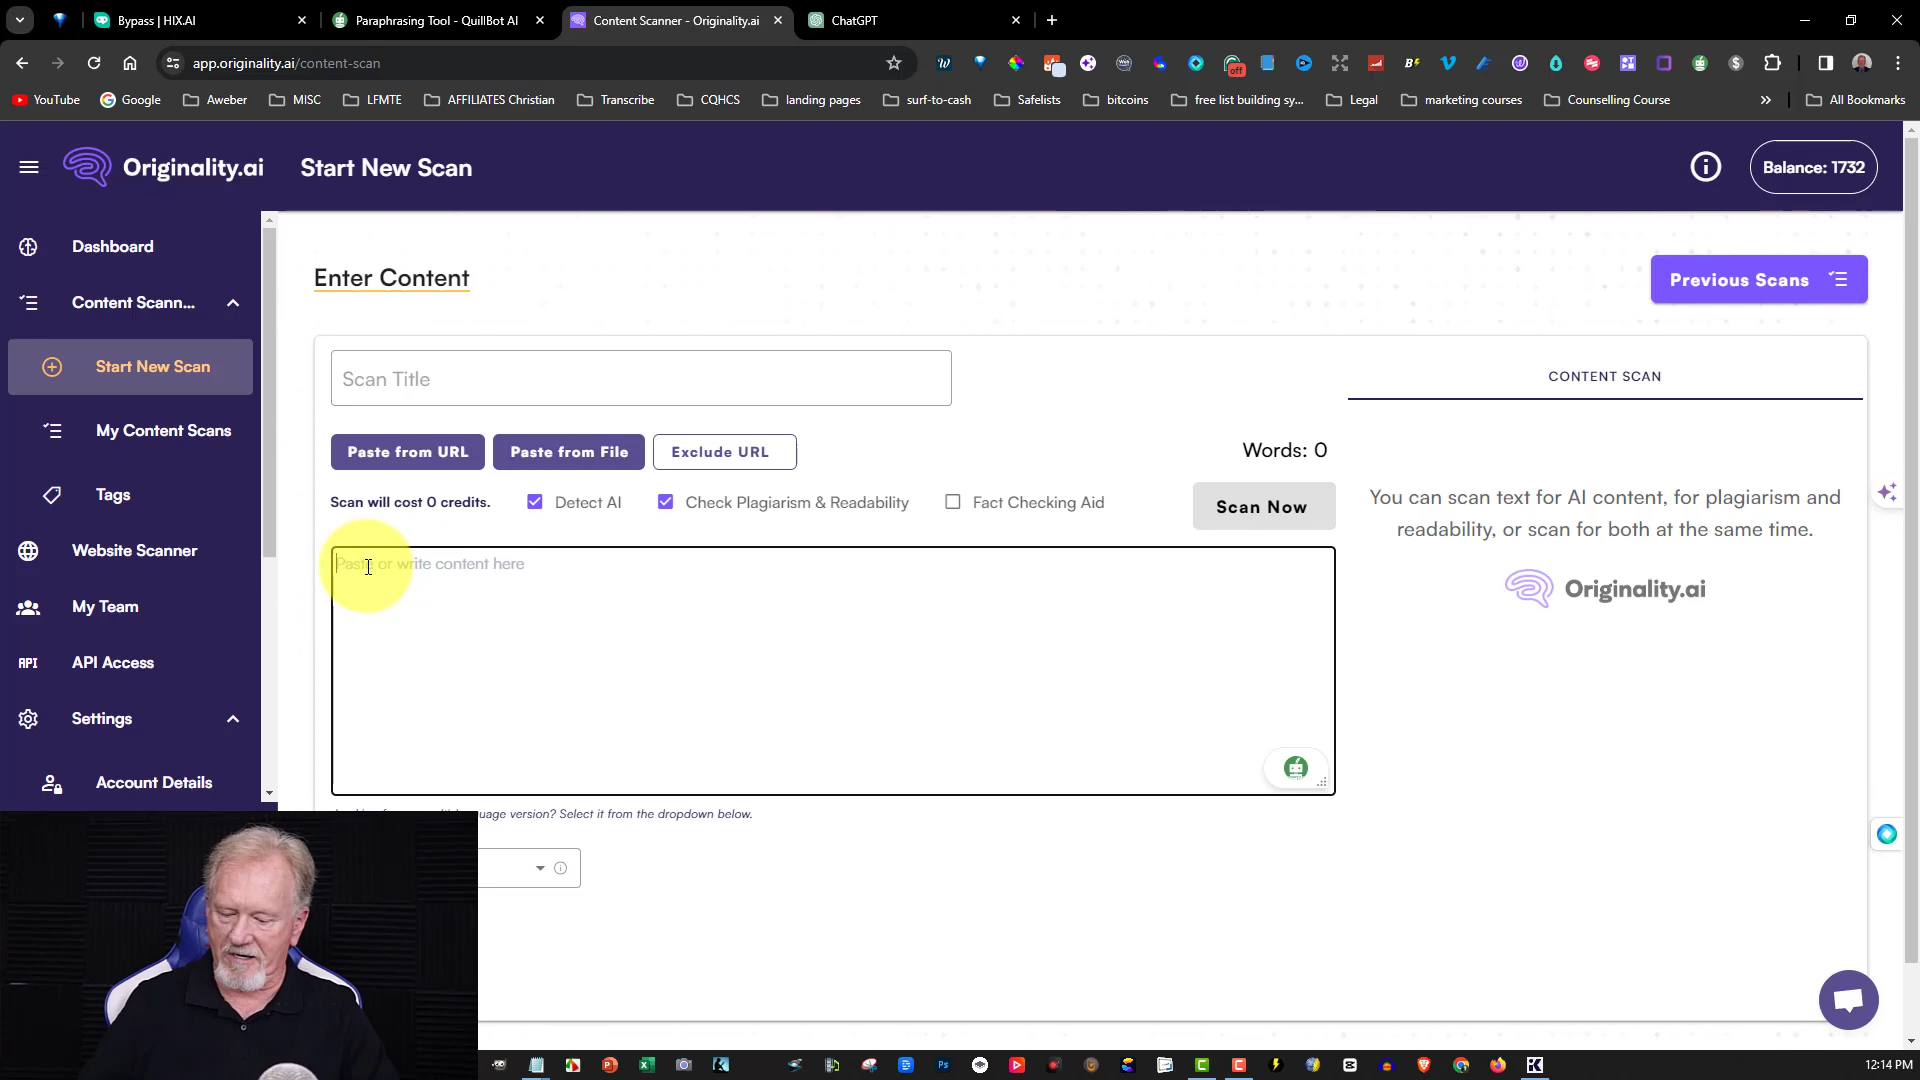 Bypass | HIX.AI
Paraphrasing Tool - QuillBot AI
Content Scanner - Originality.ai
ChatGPT
app.originality.ai/content-scan
off
YouTube
Google
Aweber
MISC
LFMTE
AFFILIATES Christian
Transcribe
CQHCS
landing pages
surf-to-cash
Safelists
bitcoins
free list building sy...
Legal
marketing courses
Counselling Course
All Bookmarks
Originality.ai
Start New Scan
Balance: 1732
Dashboard
Content Scann...
Start New Scan
My Content Scans
Tags
Website Scanner
My Team
API
API Access
Settings
Account Details
Enter Content
Previous Scans
Scan Title
CONTENT SCAN
Paste from URL
Paste from File
Exclude URL
Words: 0
Scan will cost 0 credits.
Detect AI
Check Plagiarism & Readability
Fact Checking Aid
Scan Now
You can scan text for AI content, for plagiarism and
readability, or scan for both at the same time.
Paste or write content here
Originality.ai
version? Select it from the dropdown below.
12:14 PM